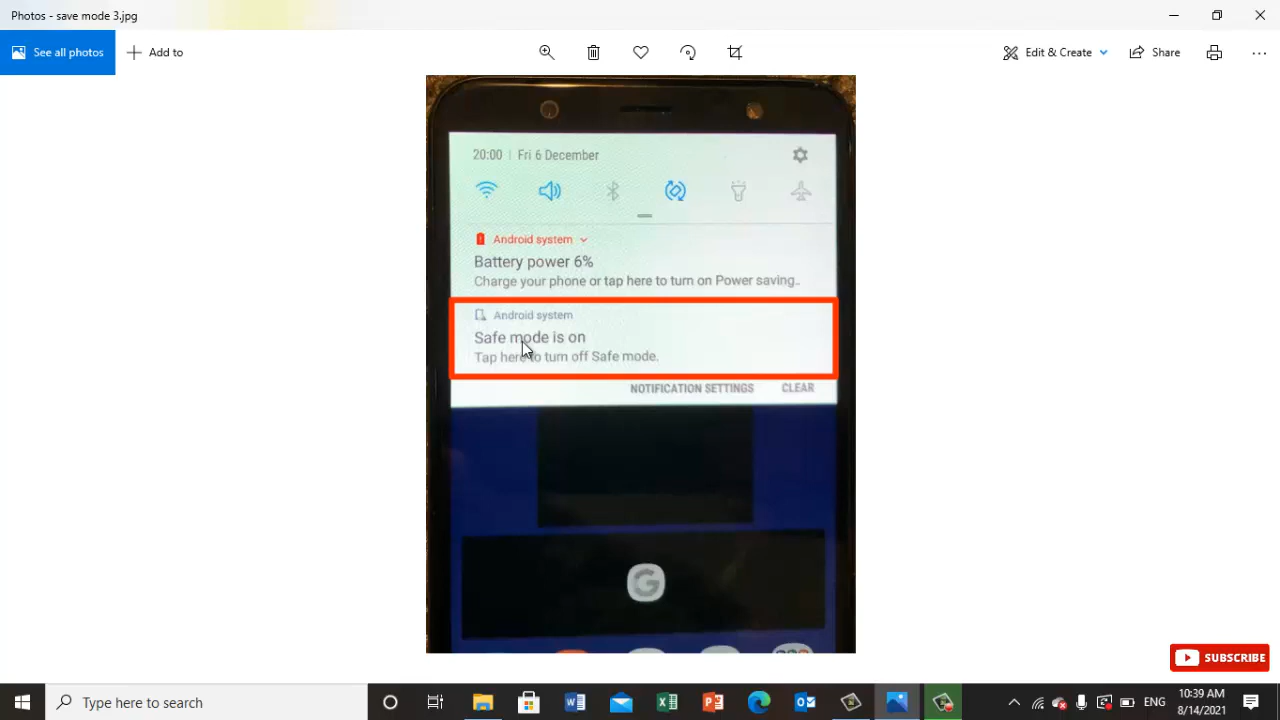 Photos - save mode 3.jpg
See all photos
Add to
Edit & Create
Share
20:00 | Fri 6 December
Android system
Battery power 6%
Charge your phone or tap here to turn on Power saving..
Android system
Safe mode is on
Tap here to turn off Safe mode.
NOTIFICATION SETTINGS CLEAR
G
SUBSCRIBE
Type here to search
ENG
10:39 AM
8/14/2021